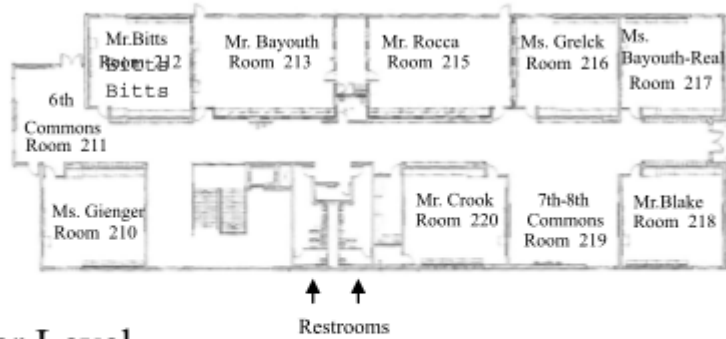 Mr.Bitts
Room 212
Bitts
Bitts
Mr. Bayouth
Room 213
Mr. Rocca
Room 215
Ms. Grelck
Room 216
Ms.
Bayouth-Real
Room 217
6th
Commons
Room 211
Ms. Gienger
Room 210
Mr. Crook
Room 220
7th-8th
Commons
Room 219
Mr.Blake
Room 218
Restrooms